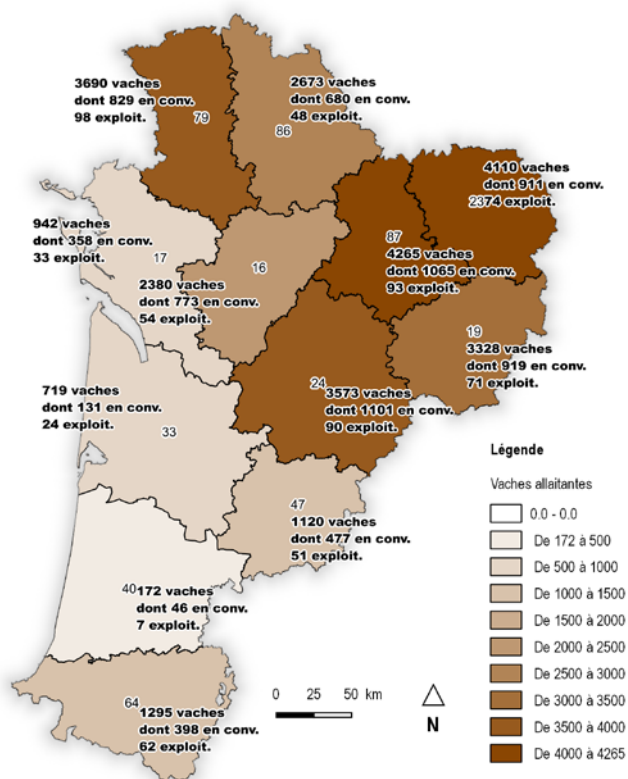 3690 vaches
dont 829 en conv.
98 exploit.
79
2673 vaches
dont 680 en conv.
48 exploit.
86
4110 vaches
dont 911 en conv.
74 exploit.
23
942 vaches
dont 358 en conv.
33 exploit.
17
2380 vaches
dont 773 en conv.
54 exploit.
16
87
4265 vaches
dont 1065 en conv.
93 exploit.
19
3328 vaches
dont 919 en conv.
71 exploit.
24
3573 vaches
dont 1101 en conv.
90 exploit.
719 vaches
dont 131 en conv.
24 exploit.
33
47
1120 vaches
dont 477 en conv.
51 exploit.
40
172 vaches
dont 46 en conv.
7 exploit.
64
1295 vaches
dont 398 en conv.
62 exploit.
0 25 50 km
N
Légende
Vaches allaitantes
0.0 - 0.0
De 172 à 500
De 500 à 1000
De 1000 à 1500
De 1500 à 2000
De 2000 à 2500
De 2500 à 3000
De 3000 à 3500
De 3500 à 4000
De 4000 à 4265